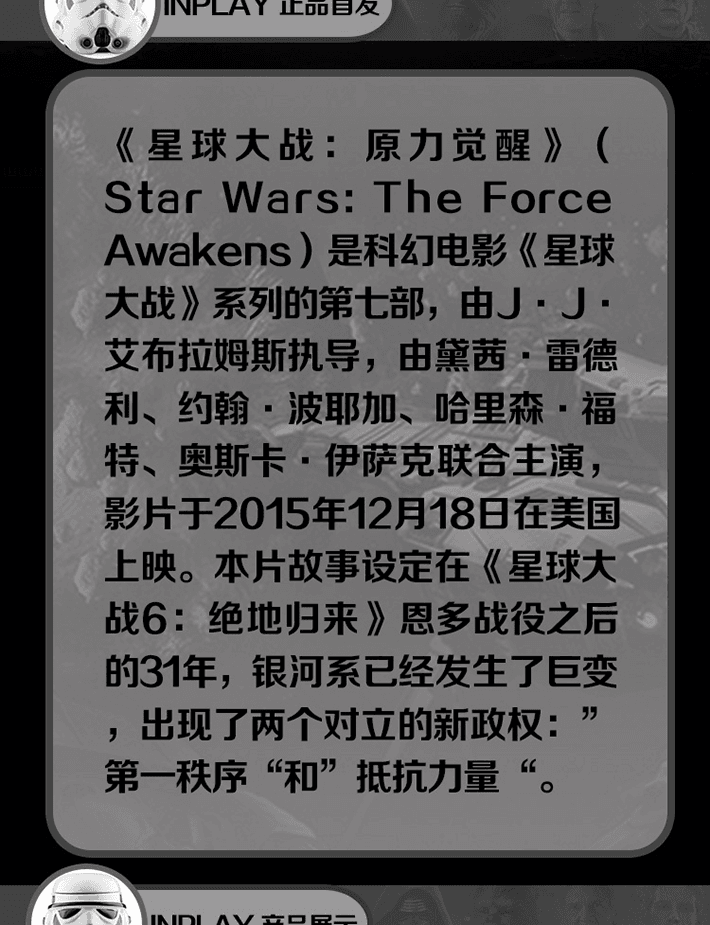 INPLAY 正品首发
《星球大战：原力觉醒》（
Star Wars: The Force
Awakens）是科幻电影《星球
大战》系列的第七部，由J·J·
艾布拉姆斯执导，由黛茜·雷德
利、约翰·波耶加、哈里森·福
特、奥斯卡·伊萨克联合主演，
影片于2015年12月18日在美国
上映。本片故事设定在《星球大
战6：绝地归来》恩多战役之后
的31年，银河系已经发生了巨变
，出现了两个对立的新政权：”
第一秩序“和”抵抗力量“。
INPLAY 产品展示